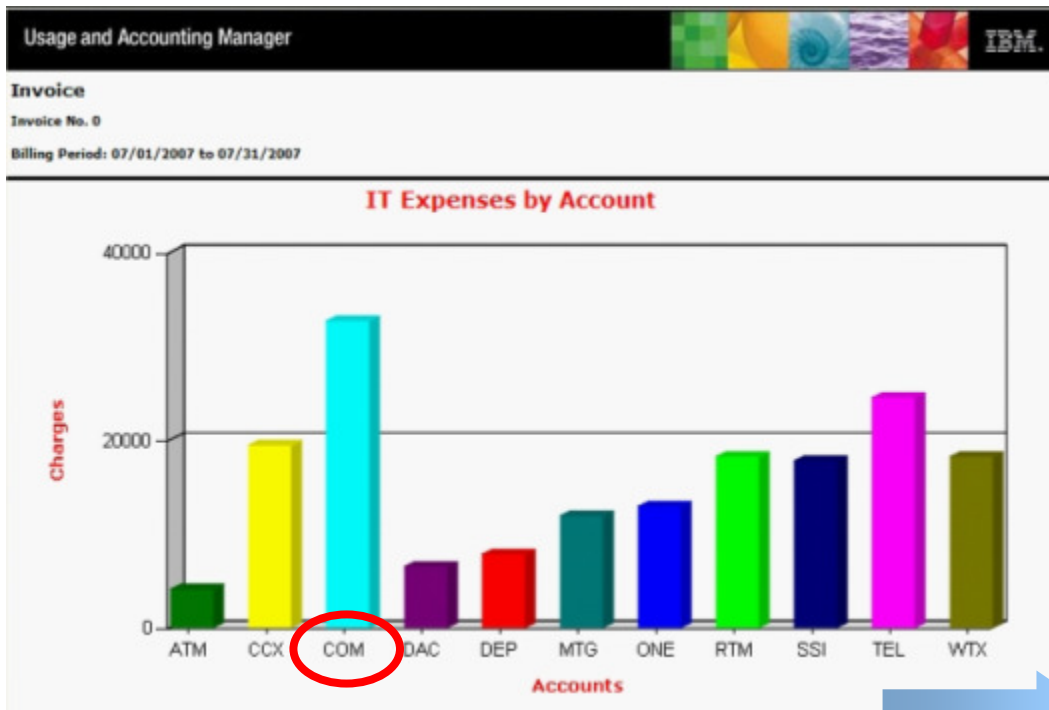 Usage and Accounting Manager
IBM.
Invoice
Invoice No. 0
Billing Period: 07/01/2007 to 07/31/2007
IT Expenses by Account
40000
20000
0
Charges
ATM CCX COM DAC DEP MTG ONE RTM SSI TEL WTX
Accounts